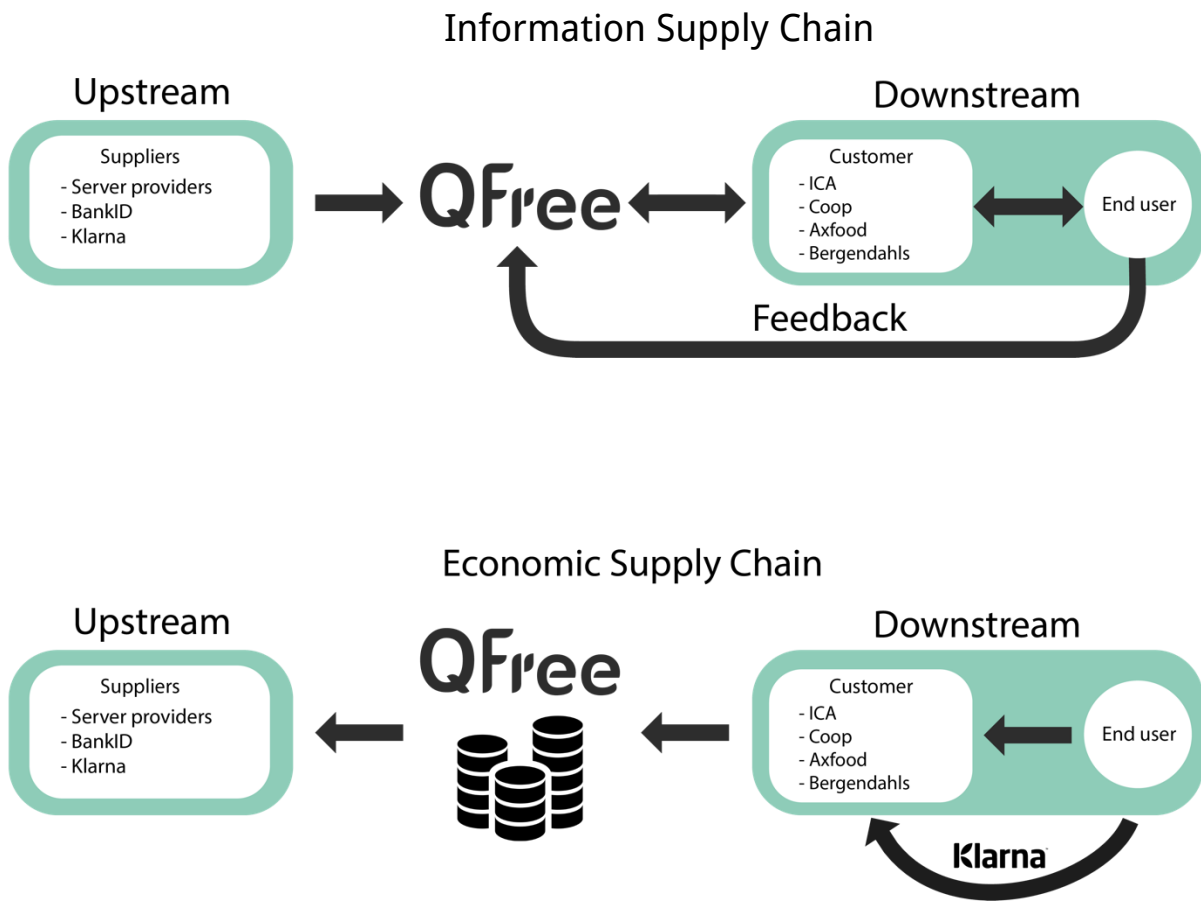 Information Supply Chain
Upstream
Downstream
Suppliers
- Server providers
- BankID
- Klarna
QFree
Customer
- ICA
- Coop
- Axfood
- Bergendahls
End user
Feedback
Economic Supply Chain
Upstream
Downstream
Suppliers
- Server providers
- BankID
- Klarna
QFree
Customer
- ICA
- Coop
- Axfood
- Bergendahls
End user
Klarna